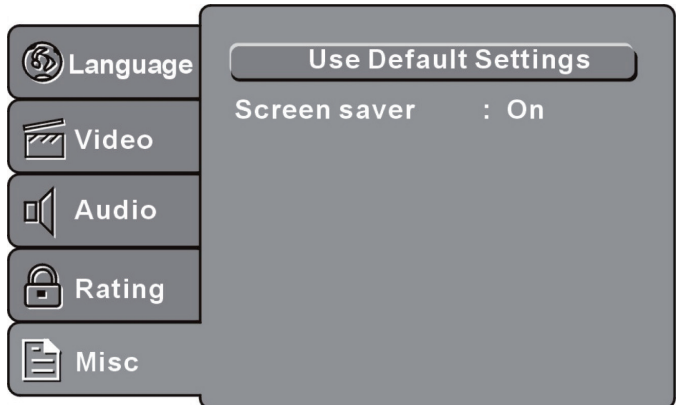 Language
Video
Audio
Rating
Misc
Use Default Settings
Screen saver : On